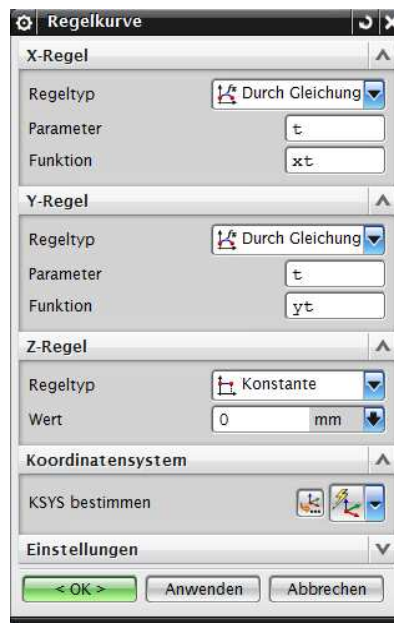 Regelkurve
X-Regel
Regeltyp Durch Gleichung
Parameter t
Funktion xt
Y-Regel
Regeltyp Durch Gleichung
Parameter t
Funktion yt
Z-Regel
Regeltyp Konstante
Wert 0 mm
Koordinatensystem
KSYS bestimmen
Einstellungen
< OK > Anwenden Abbrechen